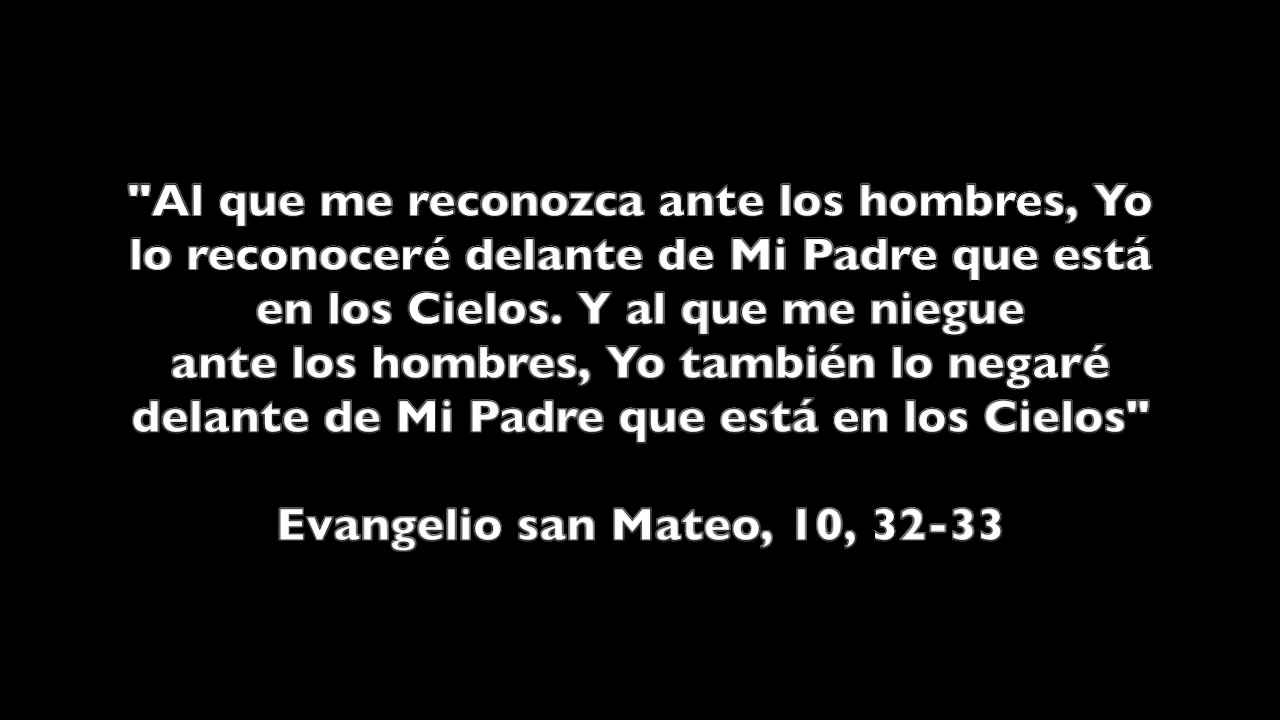 "Al que me reconozca ante los hombres, Yo
lo reconoceré delante de Mi Padre que está
en los Cielos. Y al que me niegue
ante los hombres, Yo también lo negaré
delante de Mi Padre que está en los Cielos"
Evangelio san Mateo, 10, 32-33